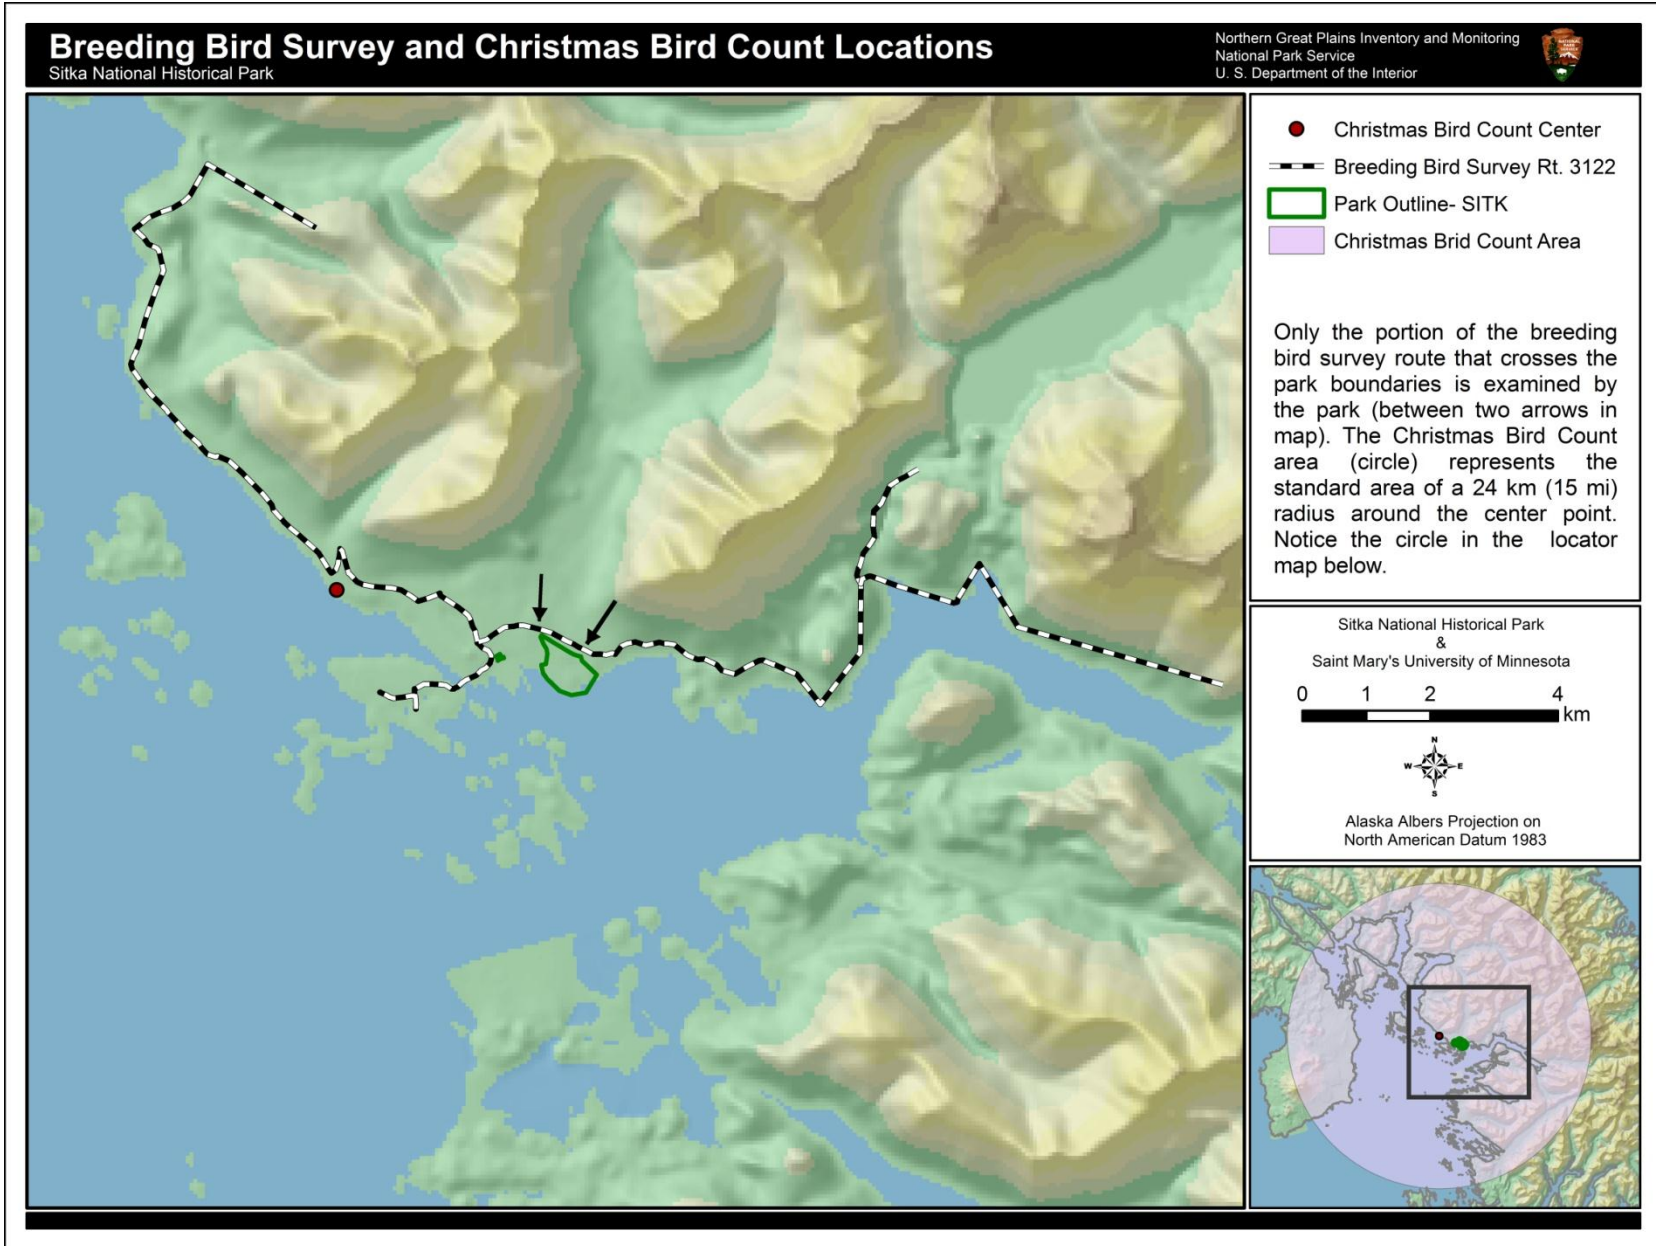 Breeding Bird Survey and Christmas Bird Count Locations
Sitka National Historical Park
Northern Great Plains Inventory and Monitoring
National Park Service
U. S. Department of the Interior
Christmas Bird Count Center
Breeding Bird Survey Rt. 3122
Park Outline- SITK
Christmas Brid Count Area
Only the portion of the breeding
bird survey route that crosses the
park boundaries is examined by
the park (between two arrows in
map). The Christmas Bird Count
area (circle) represents the
standard area of a 24 km (15 mi)
radius around the center point.
Notice the circle in the locator
map below.
Sitka National Historical Park
&
Saint Mary's University of Minnesota
0 1 2 4
km
N
W E
S
Alaska Albers Projection on
North American Datum 1983